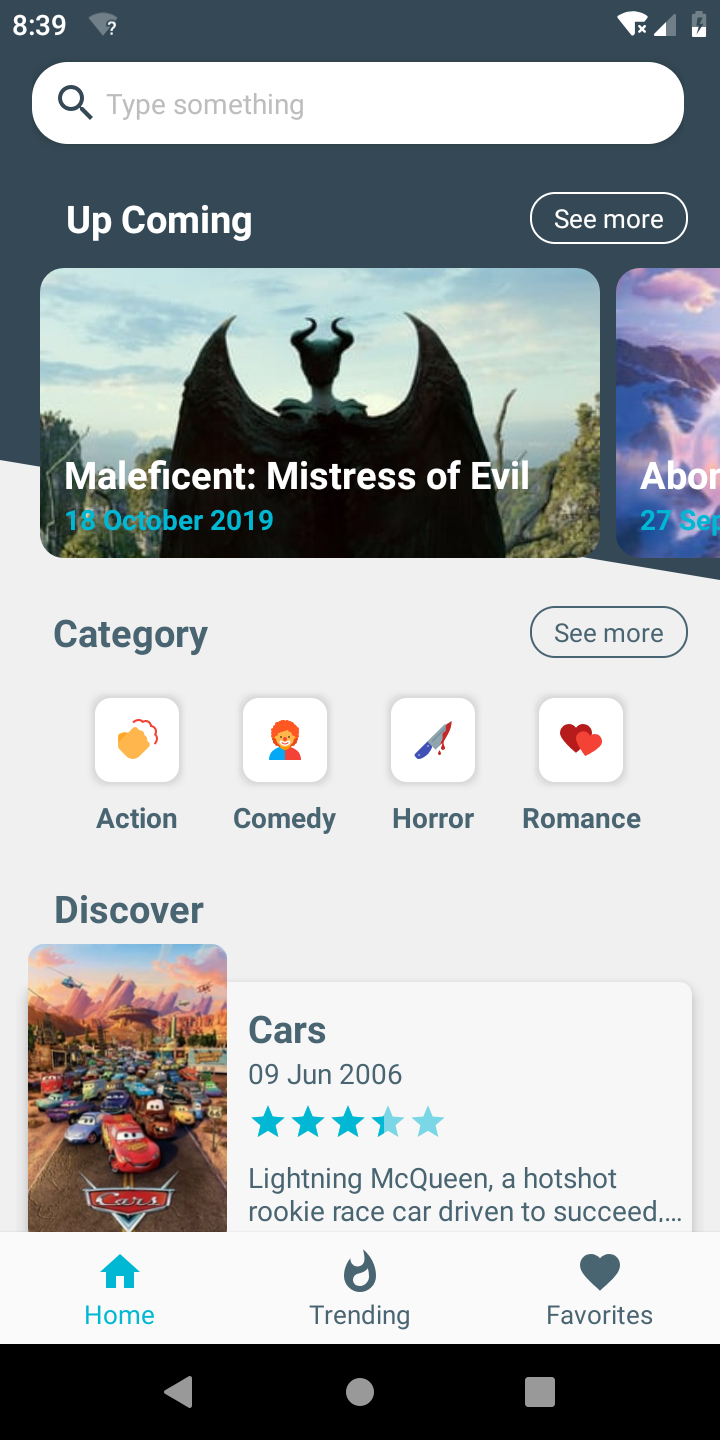 8:39
Type something
Up Coming
See more
Maleficent: Mistress of Evil
18 October 2019
27 Sep
Category
See more
Action
Comedy
Horror
Romance
Discover
Cars
09 Jun 2006
Lightning McQueen, a hotshot
rookie race car driven to succeed,…
Cars
Home
Trending
Favorites